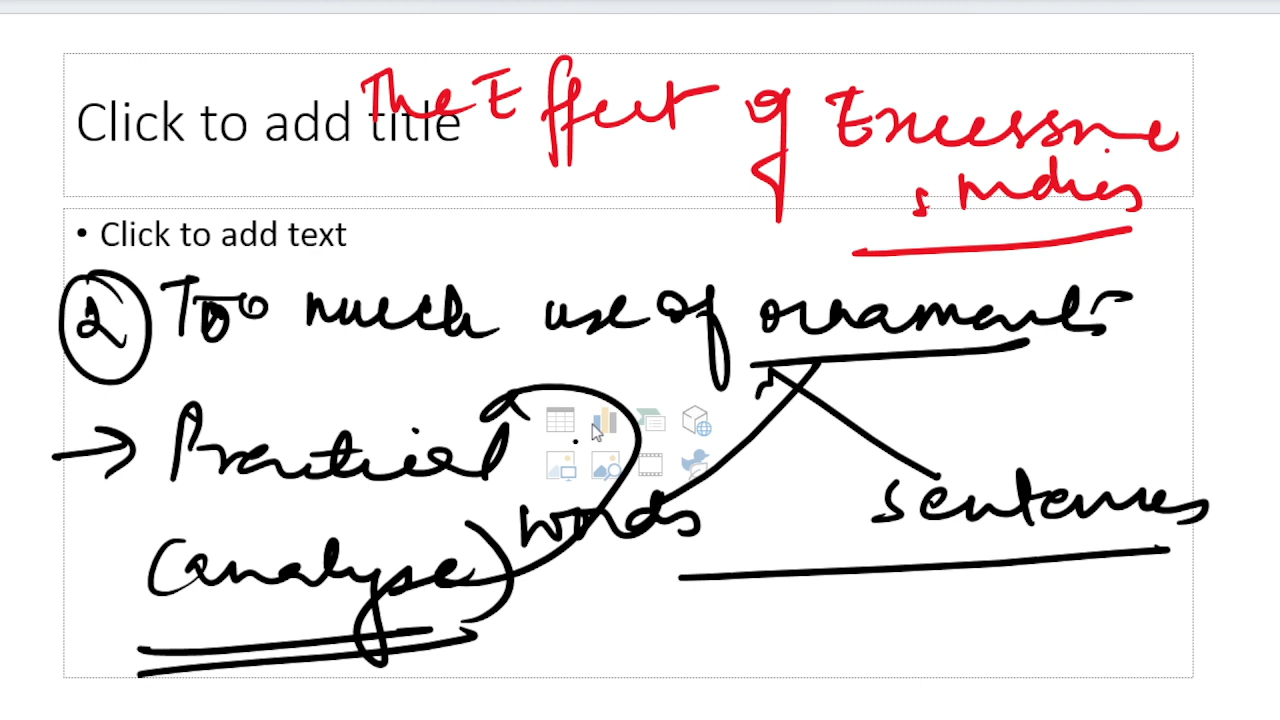 The Effect of Excessive
studies
Click to add title
• Click to add text
2 Too much use of ornaments
→ Practical
words sentences
(analyse)